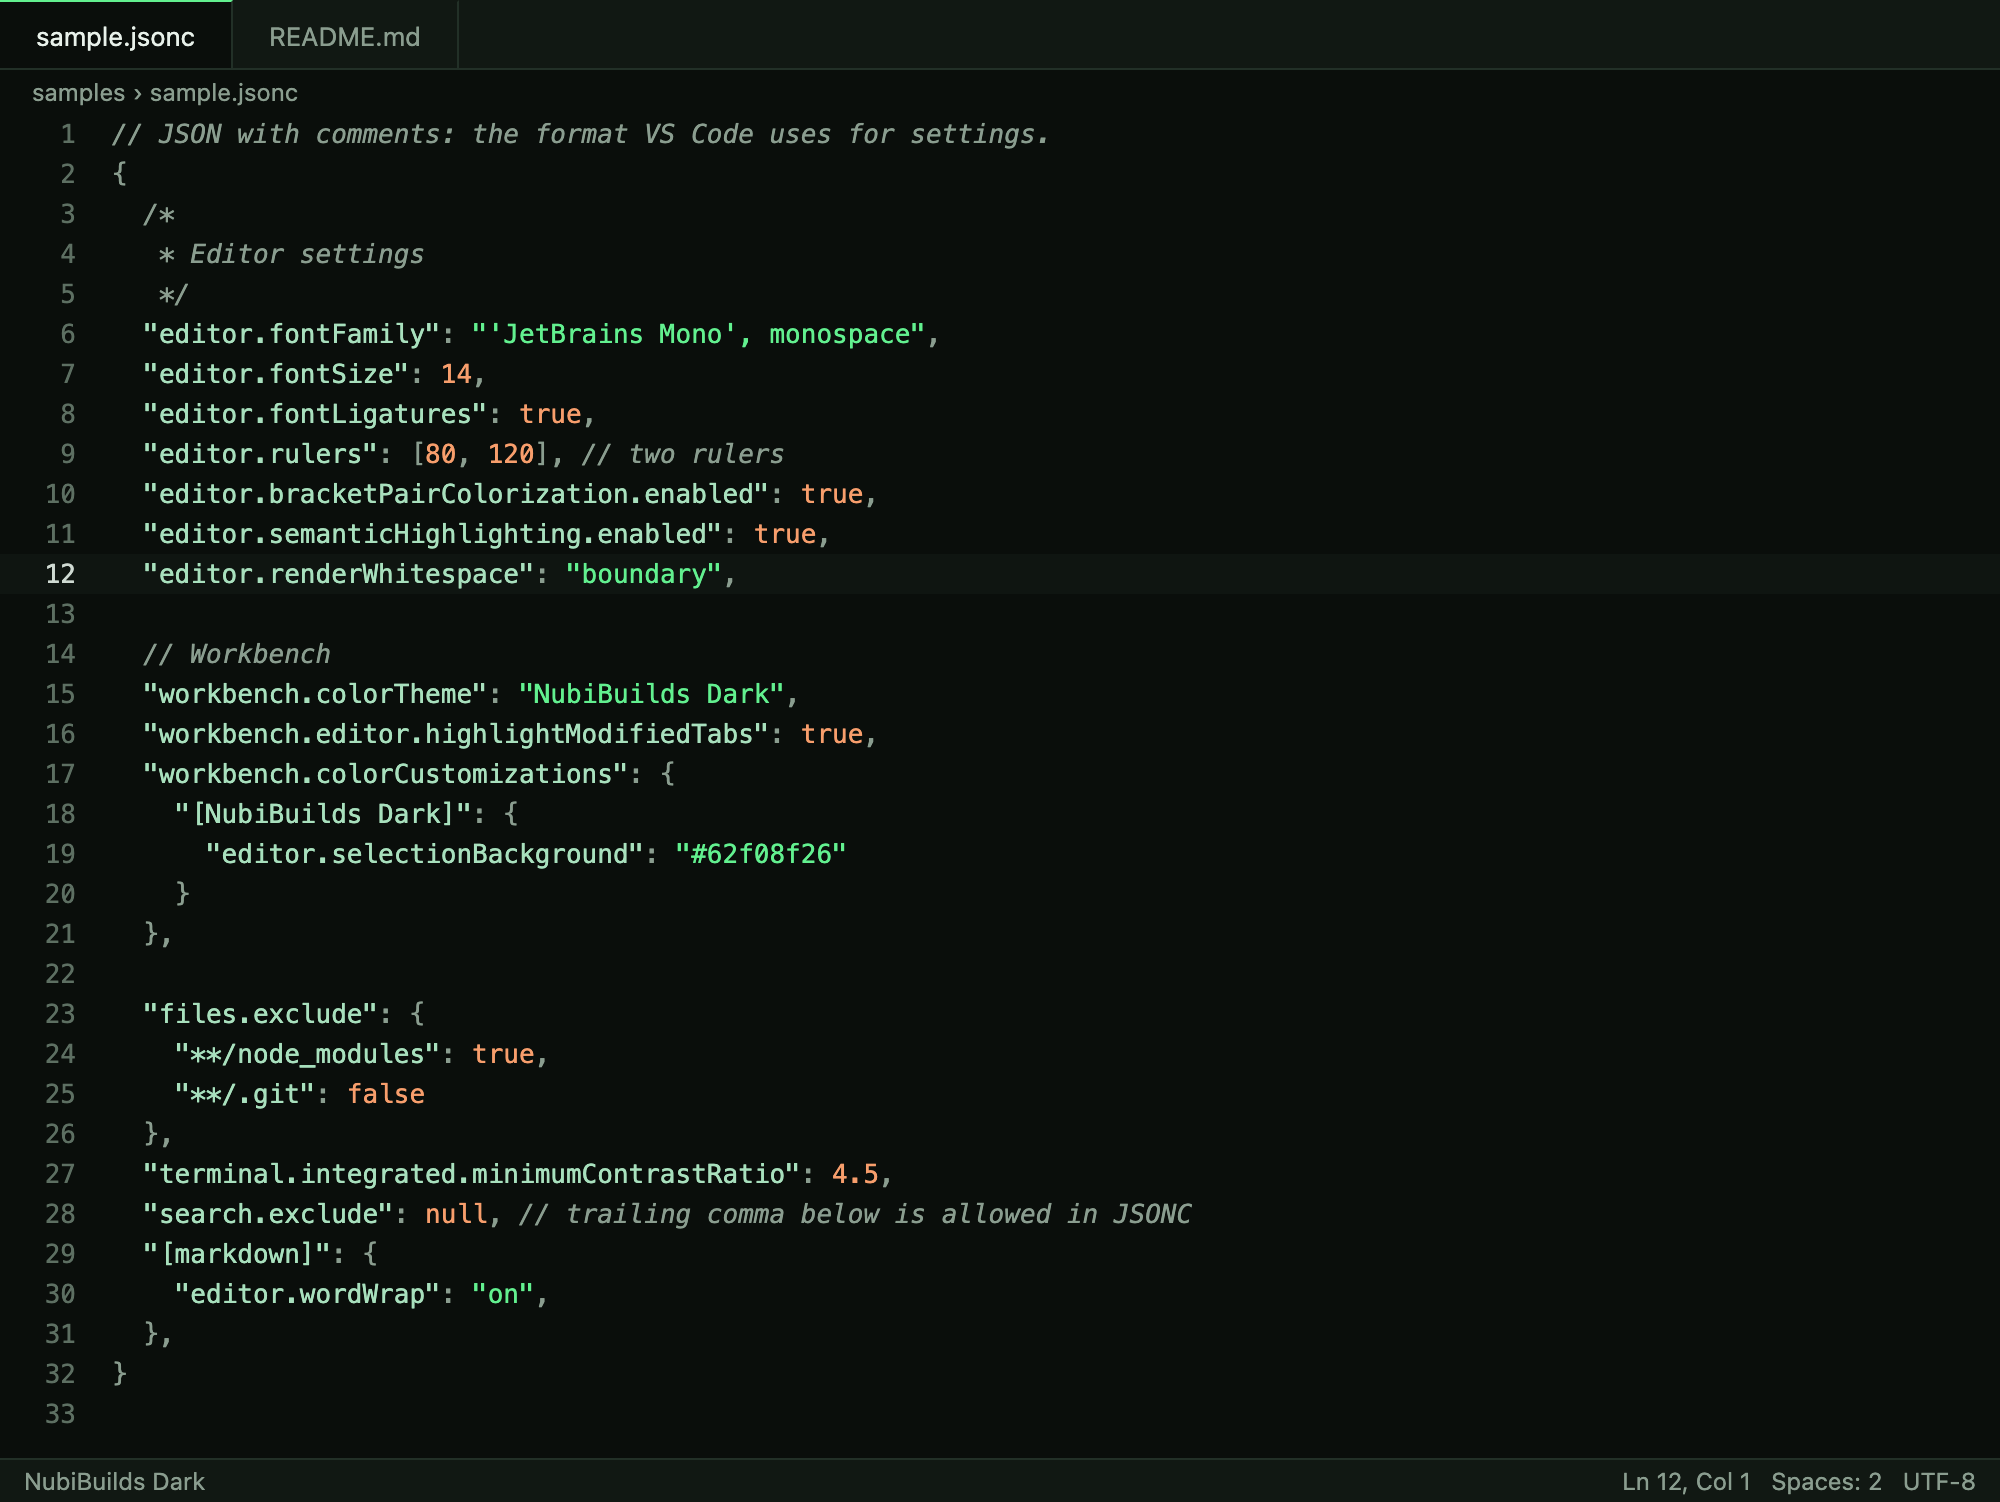 sample.jsonc README.md
samples › sample.jsonc
1 // JSON with comments: the format VS Code uses for settings.
2 {
3   /*
4    * Editor settings
5    */
6   "editor.fontFamily": "'JetBrains Mono', monospace",
7   "editor.fontSize": 14,
8   "editor.fontLigatures": true,
9   "editor.rulers": [80, 120], // two rulers
10   "editor.bracketPairColorization.enabled": true,
11   "editor.semanticHighlighting.enabled": true,
12   "editor.renderWhitespace": "boundary",
13
14   // Workbench
15   "workbench.colorTheme": "NubiBuilds Dark",
16   "workbench.editor.highlightModifiedTabs": true,
17   "workbench.colorCustomizations": {
18     "[NubiBuilds Dark]": {
19       "editor.selectionBackground": "#62f08f26"
20     }
21   },
22
23   "files.exclude": {
24     "**/node_modules": true,
25     "**/.git": false
26   },
27   "terminal.integrated.minimumContrastRatio": 4.5,
28   "search.exclude": null, // trailing comma below is allowed in JSONC
29   "[markdown]": {
30     "editor.wordWrap": "on",
31   },
32 }
33
NubiBuilds Dark Ln 12, Col 1 Spaces: 2 UTF-8